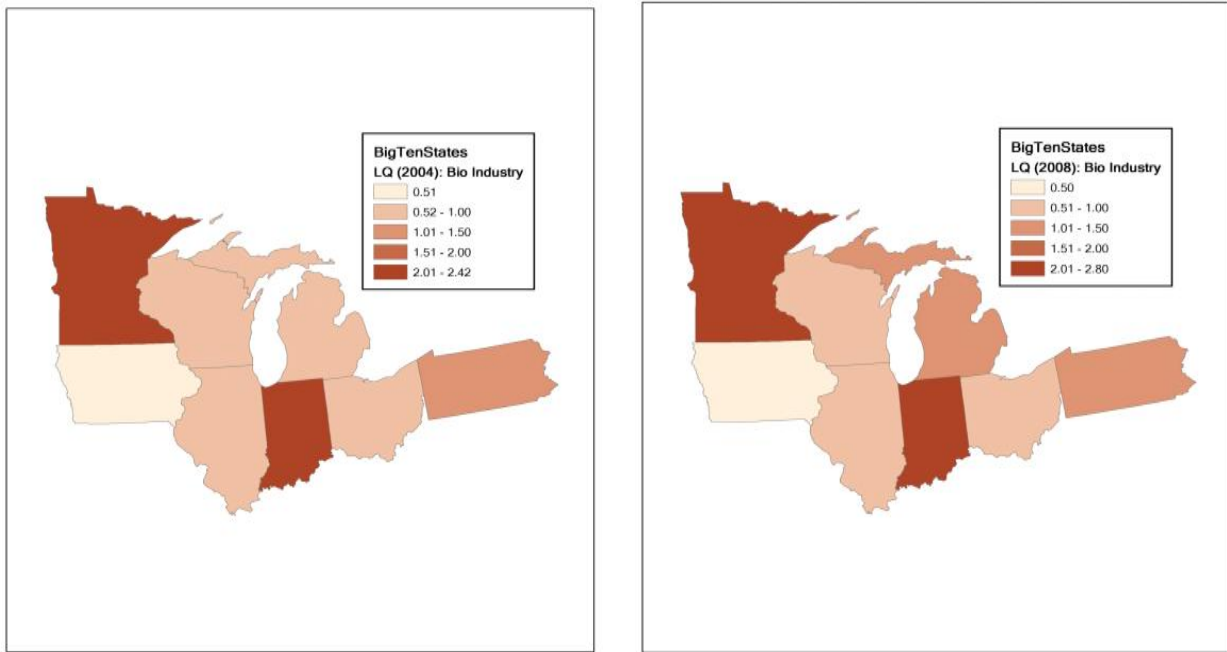 BigTenStates
LQ (2004): Bio Industry
0.51
0.52 - 1.00
1.01 - 1.50
1.51 - 2.00
2.01 - 2.42
BigTenStates
LQ (2008): Bio Industry
0.50
0.51 - 1.00
1.01 - 1.50
1.51 - 2.00
2.01 - 2.80